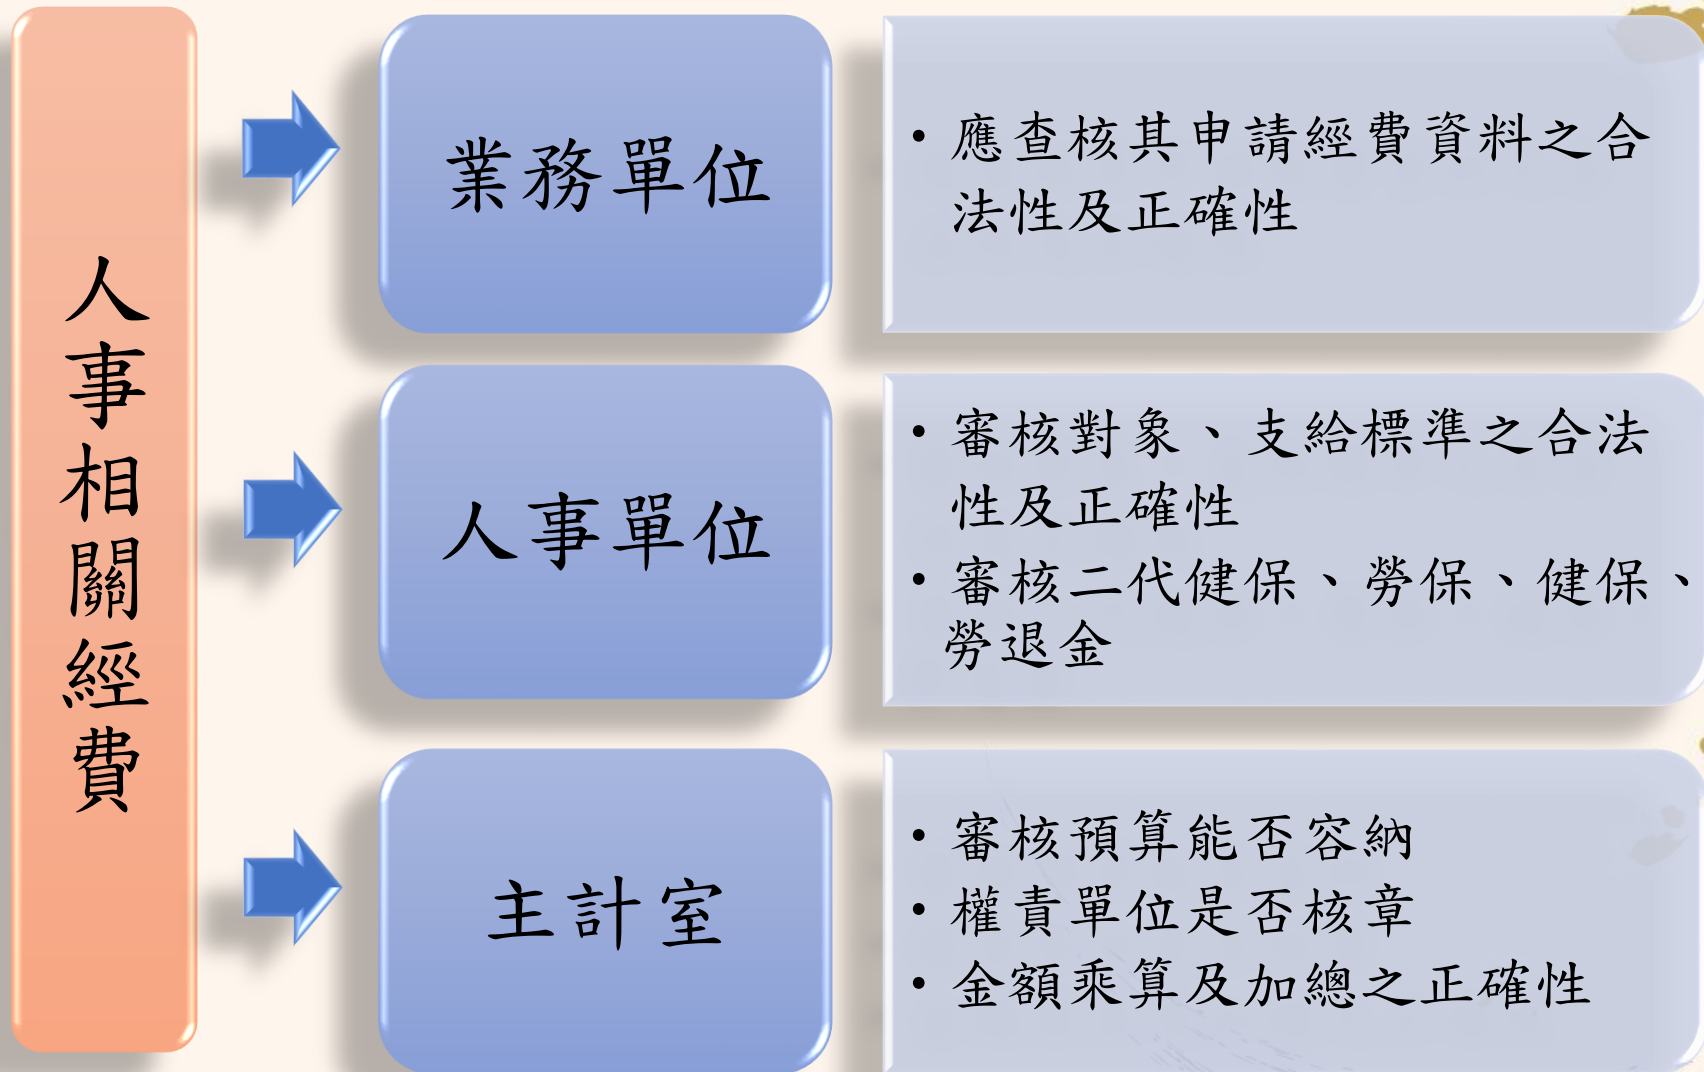 人事相關經費
業務單位
• 應查核其申請經費資料之合
法性及正確性
人事單位
• 審核對象、支給標準之合法
性及正確性
• 審核二代健保、勞保、健保、
勞退金
主計室
• 審核預算能否容納
• 權責單位是否核章
• 金額乘算及加總之正確性